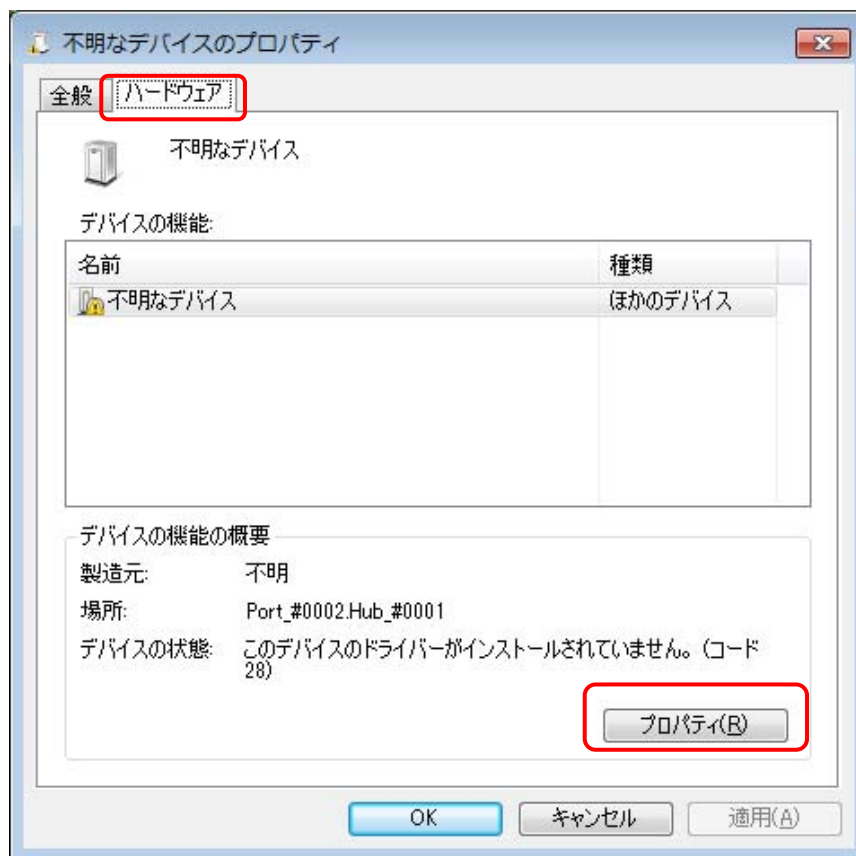 不明なデバイスのプロパティ
全般 ハードウェア
不明なデバイス
デバイスの機能:
名前 種類
不明なデバイス ほかのデバイス
デバイスの機能の概要
製造元: 不明
場所: Port_#0002.Hub_#0001
デバイスの状態: このデバイスのドライバーがインストールされていません。(コード
28)
プロパティ(R)
OK キャンセル 適用(A)